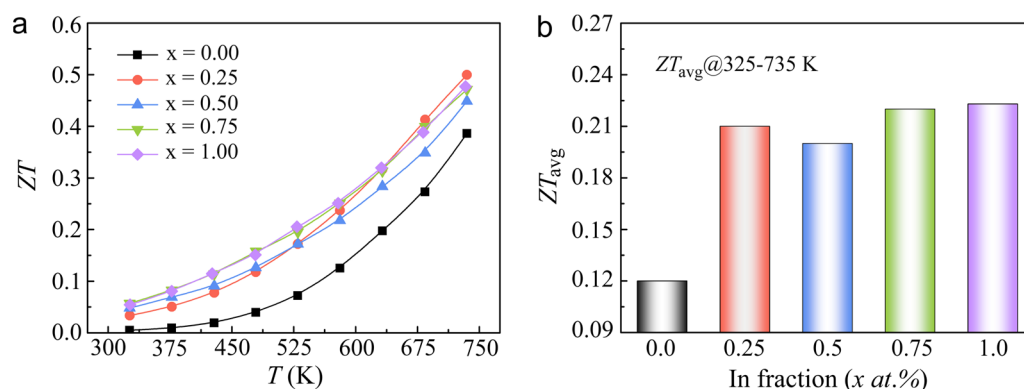 a
0.6
0.5
0.4
0.3
0.2
0.1
0.0
ZT
x = 0.00
x = 0.25
x = 0.50
x = 0.75
x = 1.00
300 375 450 525 600 675 750
T (K)
b
0.27
0.24
0.21
0.18
0.15
0.12
0.09
ZTavg
ZTavg@325-735 K
0.0 0.25 0.5 0.75 1.0
In fraction (x at.%)